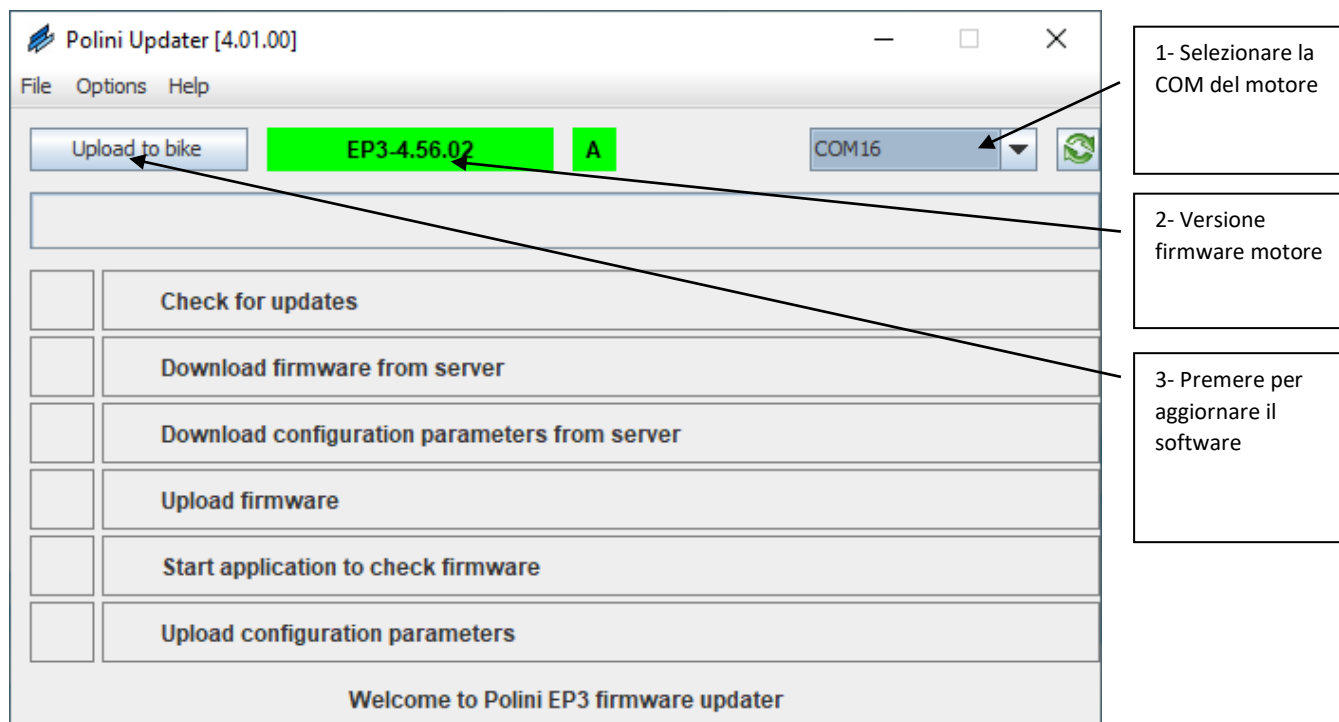 Polini Updater [4.01.00]
File Options Help
Upload to bike EP3-4.56.02 A COM16
Check for updates
Download firmware from server
Download configuration parameters from server
Upload firmware
Start application to check firmware
Upload configuration parameters
Welcome to Polini EP3 firmware updater
1- Selezionare la
COM del motore
2- Versione
firmware motore
3- Premere per
aggiornare il
software